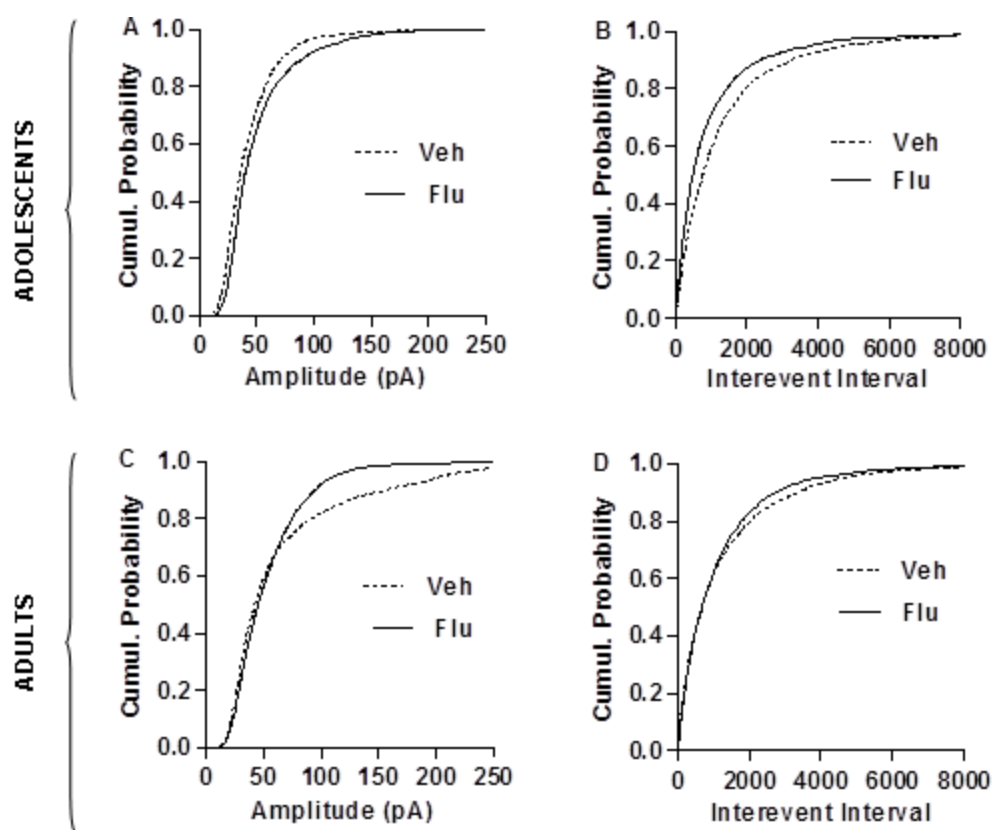 ADOLESCENTS
A
Cumul. Probability
1.0
0.8
0.6
0.4
0.2
0.0
Veh
Flu
0 50 100 150 200 250
Amplitude (pA)
B
Cumul. Probability
1.0
0.8
0.6
0.4
0.2
0.0
Veh
Flu
0 2000 4000 6000 8000
Interevent Interval
ADULTS
C
Cumul. Probability
1.0
0.8
0.6
0.4
0.2
0.0
Veh
Flu
0 50 100 150 200 250
Amplitude (pA)
D
Cumul. Probability
1.0
0.8
0.6
0.4
0.2
0.0
Veh
Flu
0 2000 4000 6000 8000
Interevent Interval